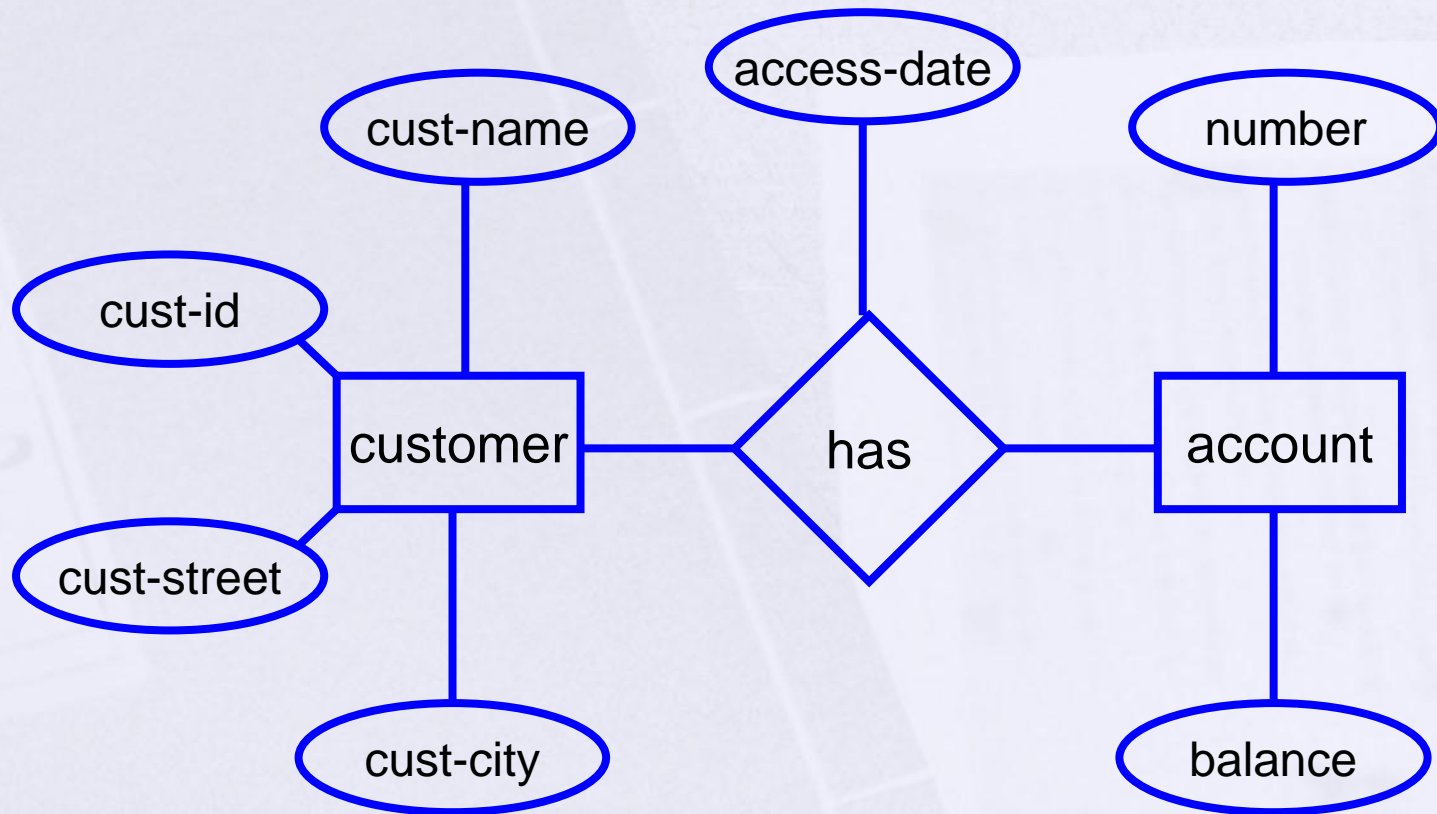 access-date
cust-name
number
cust-id
customer
has
account
cust-street
cust-city
balance